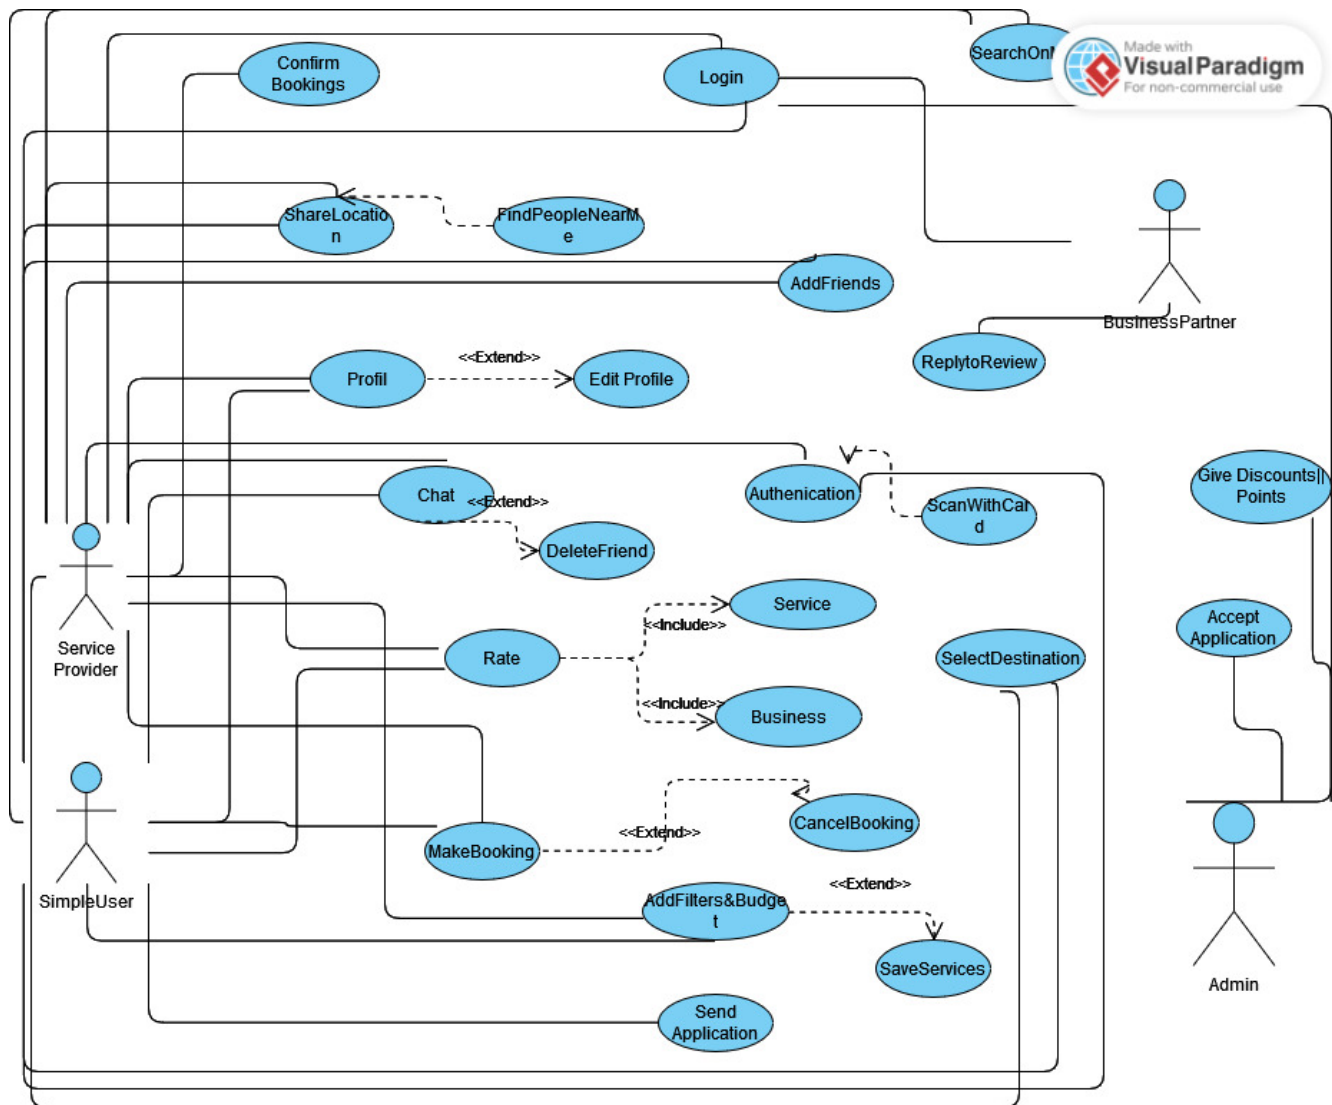 Confirm
Bookings
Login
Made with
Visual Paradigm
For non-commercial use
ShareLocatio
n
FindPeopleNearM
e
AddFriends
BusinessPartner
<<Extend>>
ReplytoReview
Profil
Edit Profile
Give Discounts||
Points
Chat
<<Extend>>
Authenication
ScanWithCar
d
DeleteFriend
Service
Accept
Application
<<Include>>
Service
Provider
Rate
SelectDestination
<<Include>>
Business
CancelBooking
<<Extend>>
MakeBooking
<<Extend>>
SimpleUser
AddFilters&Budge
t
SaveServices
Admin
Send
Application